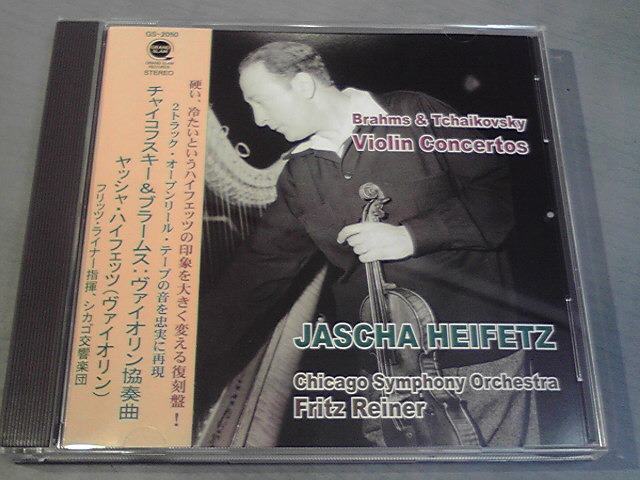 GS-2050
GRAND SLAM
GRAND SLAM RECORDS
STEREO
硬い、冷たいというハイフェッツの印象を大きく変える復刻盤!
2トラック・オープンリール・テープの音を忠実に再現
チャイコフスキー&ブラームス:ヴァイオリン協奏曲
ヤッシャ・ハイフェッツ(ヴァイオリン)
フリッツ・ライナー指揮、シカゴ交響楽団
Brahms & Tchaikovsky
Violin Concertos
JASCHA HEIFETZ
Chicago Symphony Orchestra
Fritz Reiner